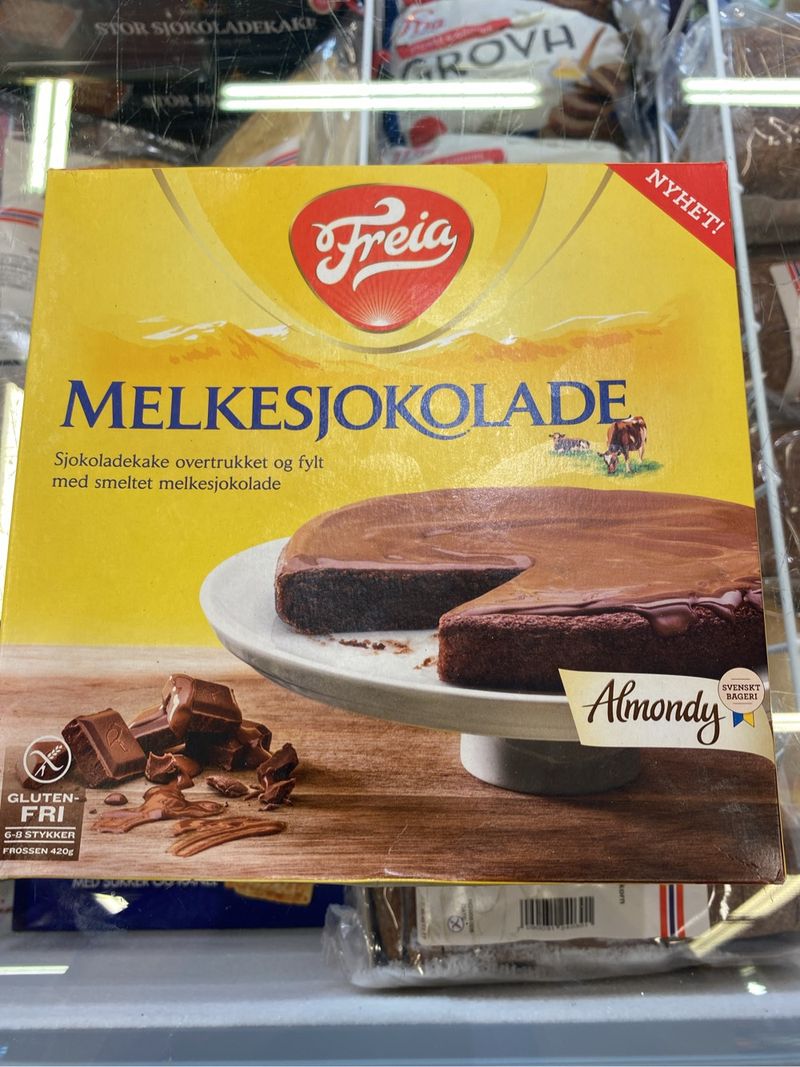 STOR SJOKOLADEKAKE
STOR
GROVH
NYHET!
Freia
MELKESJOKOLADE
Sjokoladekake overtrukket og fylt
med smeltet melkesjokolade
Almondy
SVENSKT
BAGERI
GLUTEN-
FRI
6-8 STYKKER
FROSSEN 420g